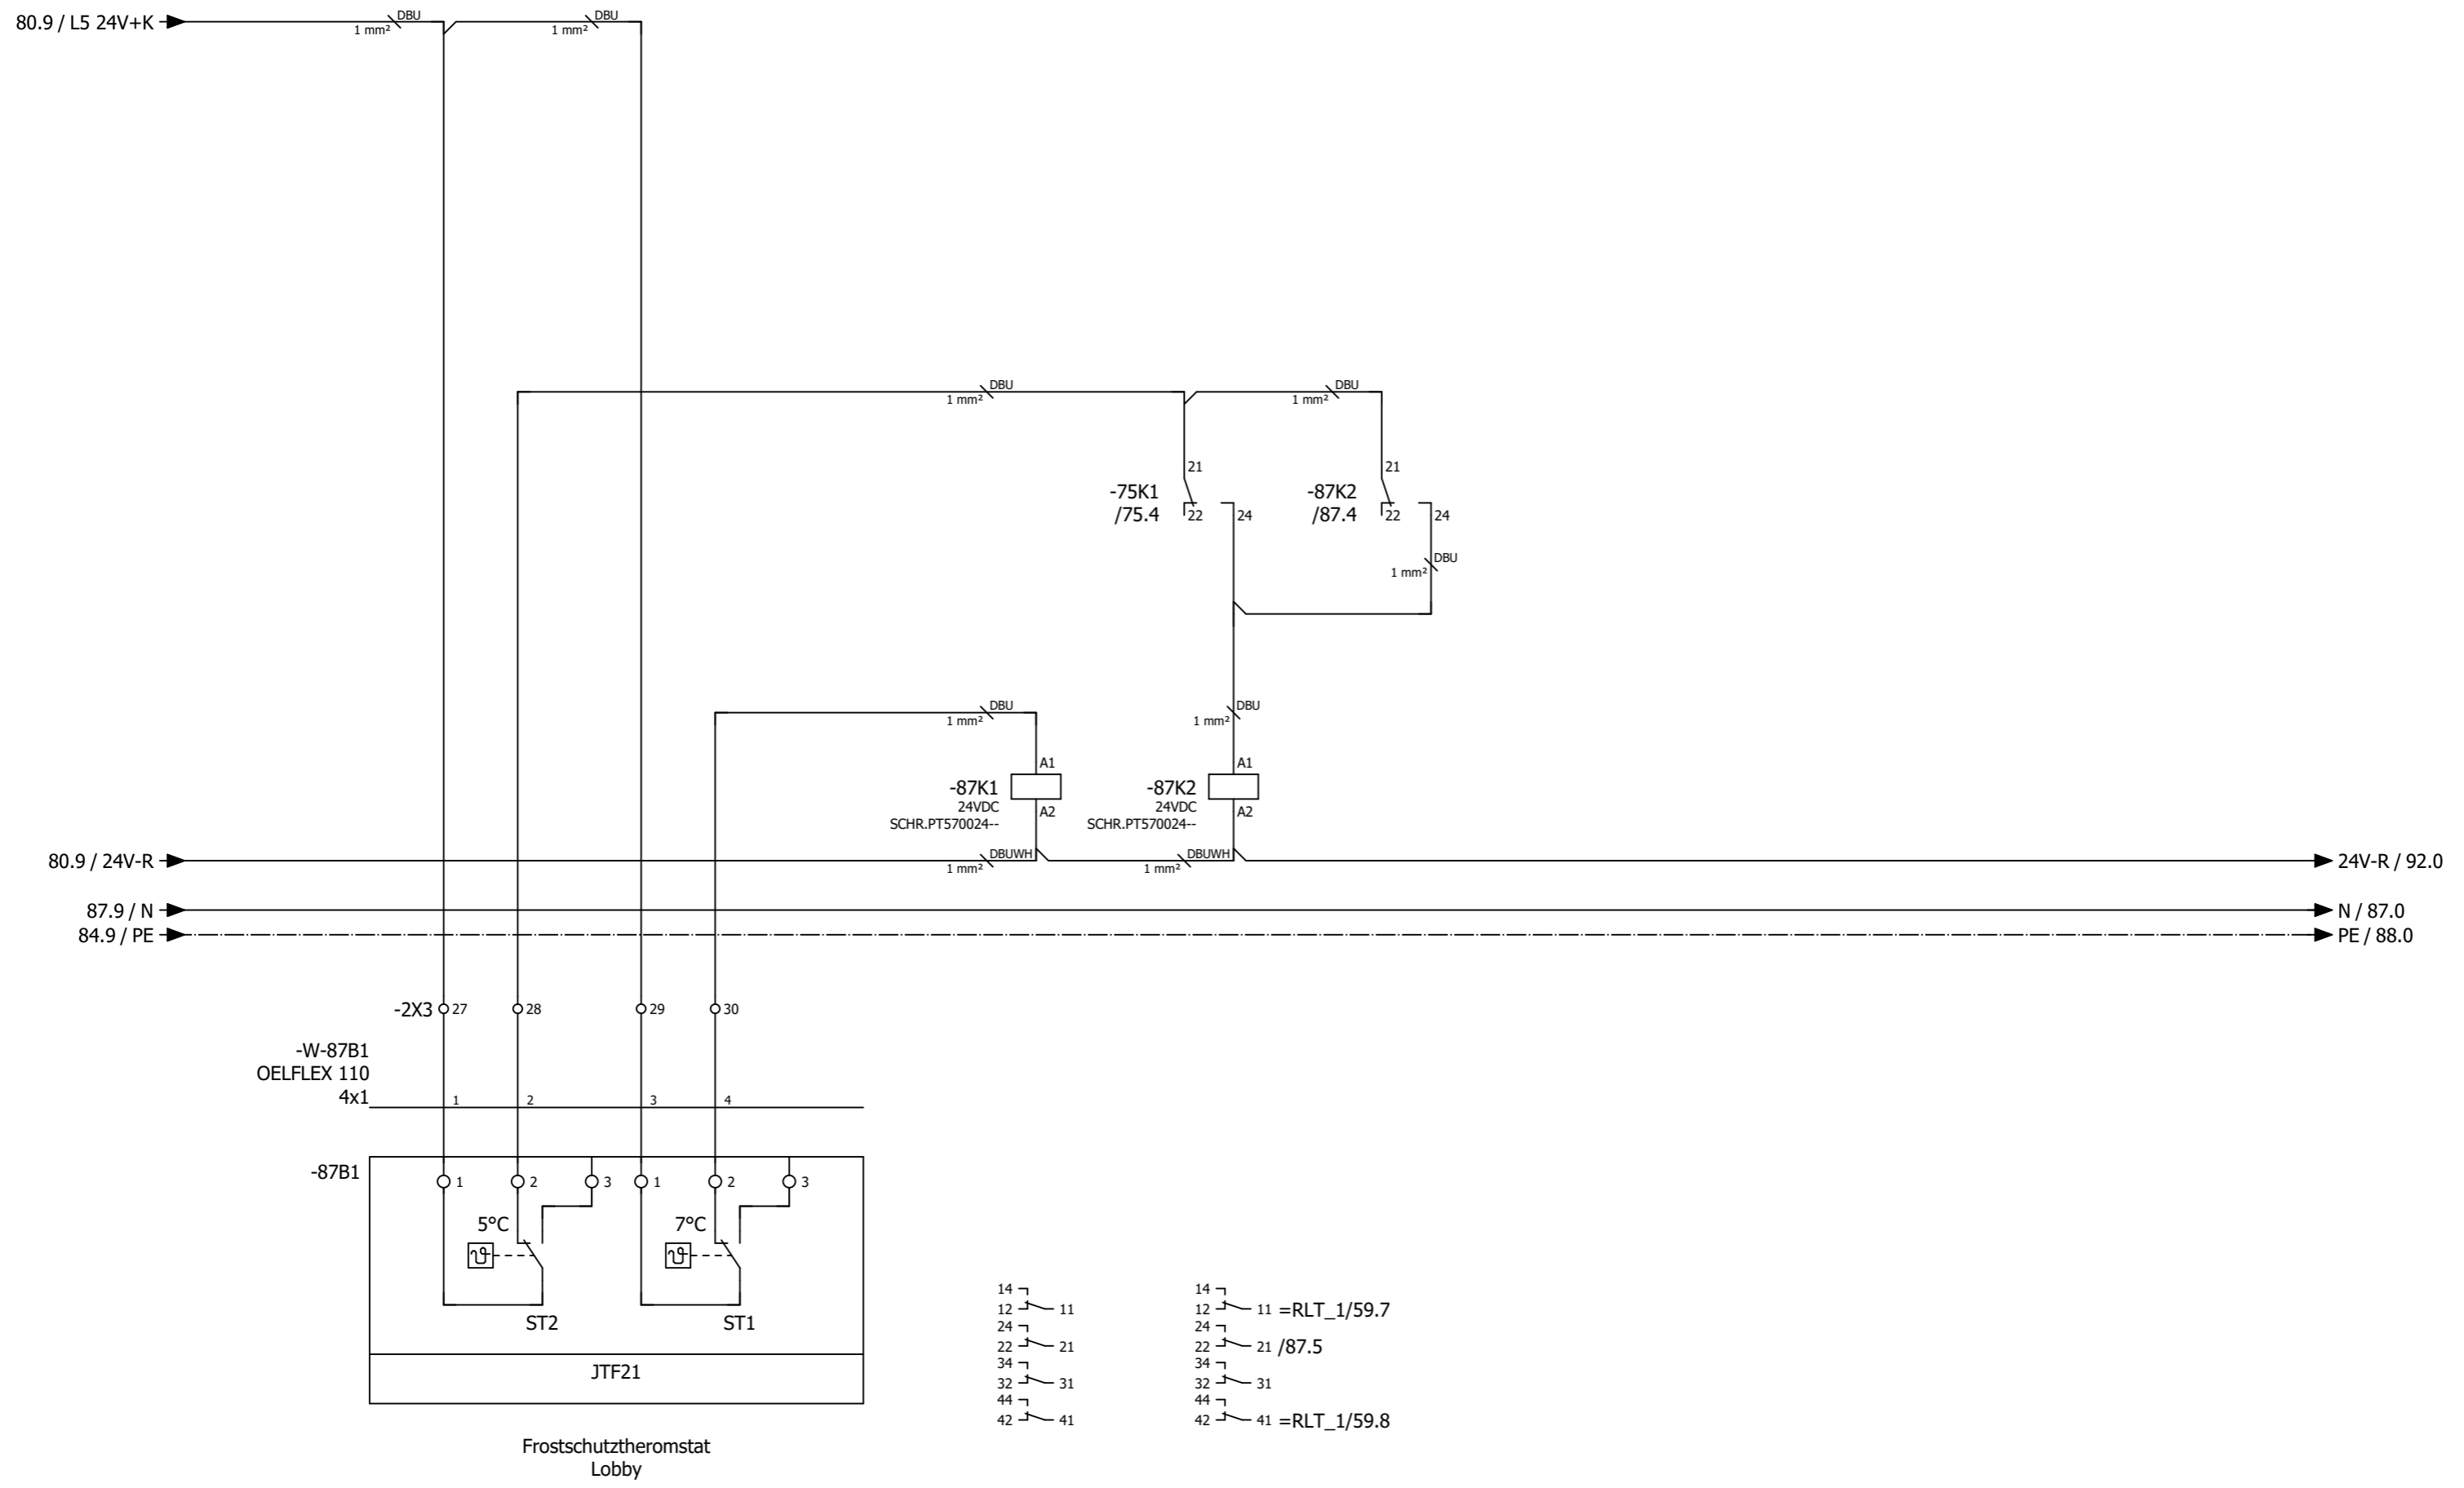 80.9 / L5 24V+K
DBU
1 mm²
DBU
1 mm²
DBU
1 mm²
DBU
1 mm²
21
-75K1
/75.4
22
24
21
-87K2
/87.4
22
24
DBU
1 mm²
DBU
1 mm²
DBU
1 mm²
A1
-87K1
24VDC
SCHR.PT570024--
A2
A1
-87K2
24VDC
SCHR.PT570024--
A2
80.9 / 24V-R
DBUWH
1 mm²
DBUWH
1 mm²
24V-R / 92.0
87.9 / N
N / 87.0
84.9 / PE
PE / 88.0
-2X3
27
28
29
30
-W-87B1
OELFLEX 110
4x1
1
2
3
4
-87B1
1
2
3
1
2
3
5°C
7°C
ST2
ST1
JTF21
Frostschutztheromstat
Lobby
14
12
11
24
22
21
34
32
31
44
42
41
14
12
11 =RLT_1/59.7
24
22
21 /87.5
34
32
31
44
42
41 =RLT_1/59.8